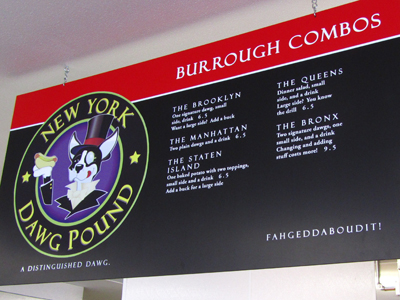 BURROUGH COMBOS
NEW YORK
DAWG POUND
A DISTINGUISHED DAWG.
THE BROOKLYN
One signature dawg, small
side, drink 6.5
Want a large side? Add a buck
THE MANHATTAN
Two plain dawgs and a drink 6.5
THE STATEN
ISLAND
One baked potato with two toppings,
small side and a drink 6.5
Add a buck for a large side
THE QUEENS
Dinner salad, small
side, and a drink
Large side? You know
the drill 6.5
THE BRONX
Two signature dawgs, one
small side, and a drink
Changing and adding
stuff costs more! 9.5
FAHGEDDABOUDIT!